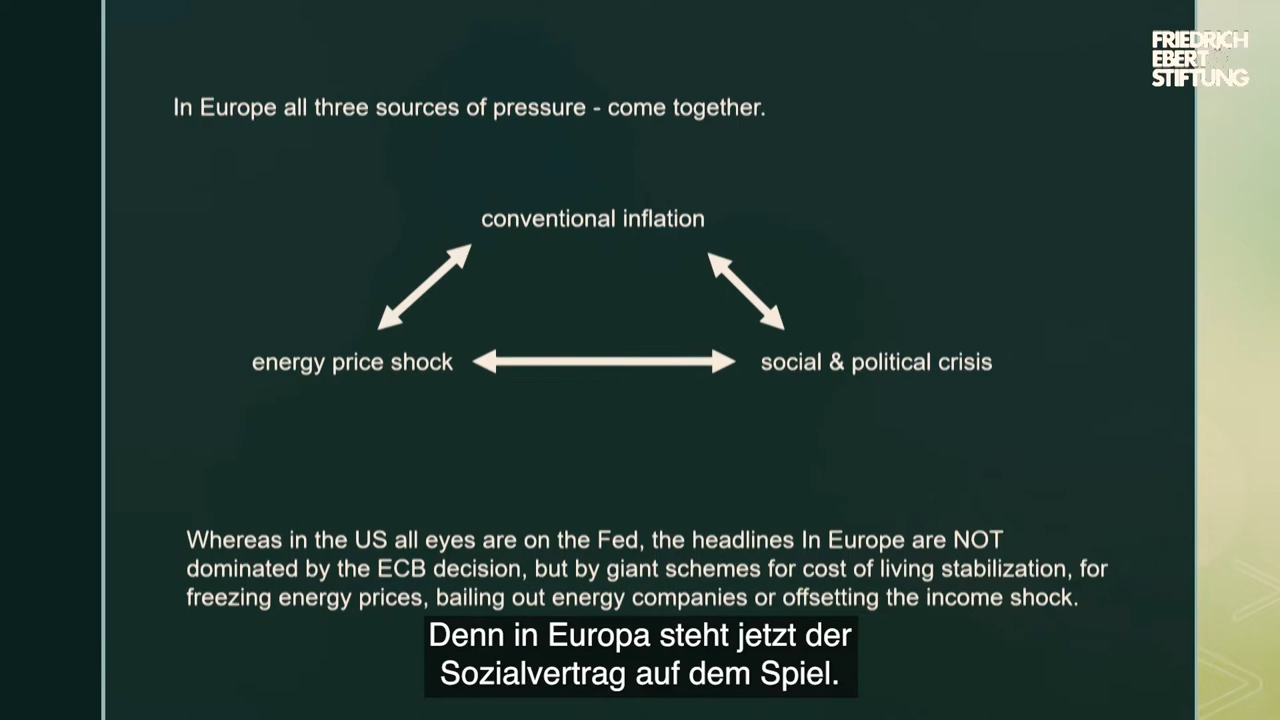 FRIEDRICH
EBERT
STIFTUNG
In Europe all three sources of pressure - come together.
conventional inflation
energy price shock
social & political crisis
Whereas in the US all eyes are on the Fed, the headlines In Europe are NOT
dominated by the ECB decision, but by giant schemes for cost of living stabilization, for
freezing energy prices, bailing out energy companies or offsetting the income shock.
Denn in Europa steht jetzt der
Sozialvertrag auf dem Spiel.